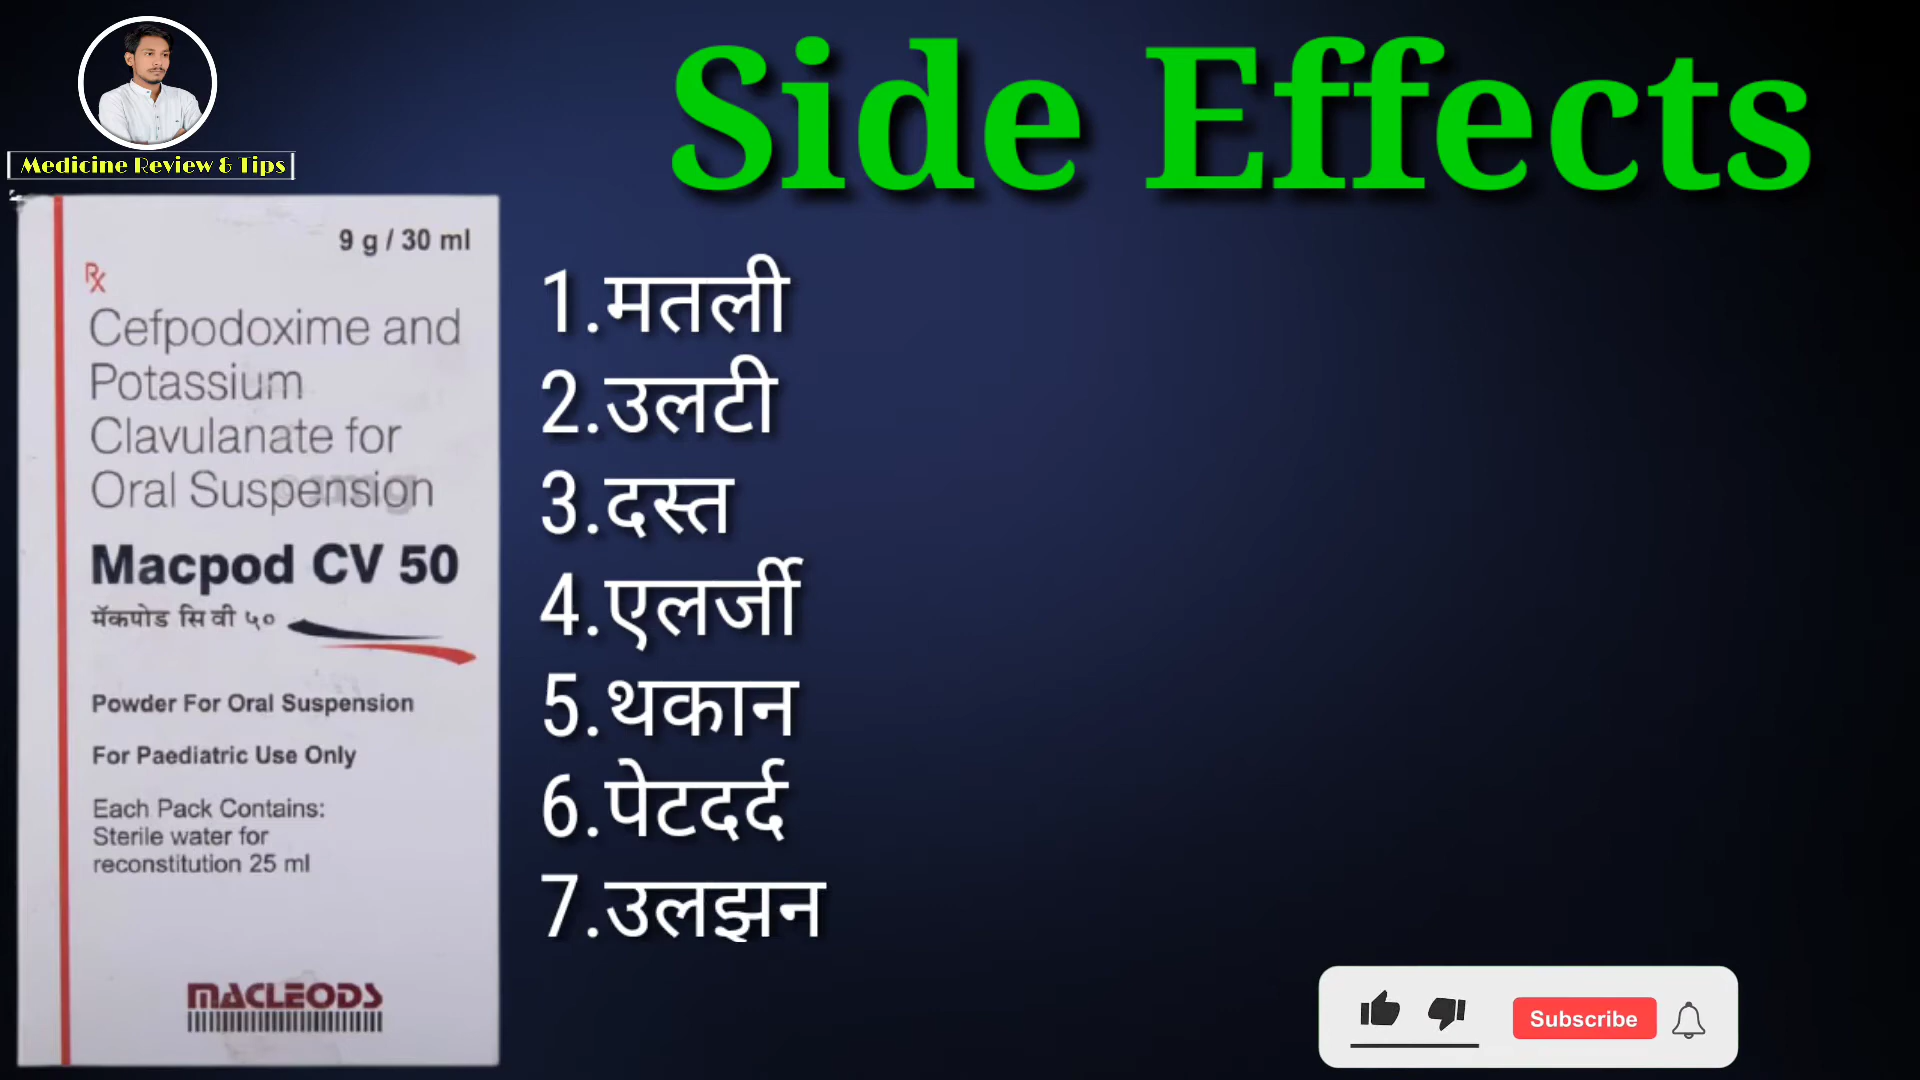 Medicine Review & Tips
Side Effects
9 g / 30 ml
Rx
Cefpodoxime and
Potassium
Clavulanate for
Oral Suspension
Macpod CV 50
मॅकपोड सि वी ५०
Powder For Oral Suspension
For Paediatric Use Only
Each Pack Contains:
Sterile water for
reconstitution 25 ml
MACLEODS
1.मतली
2.उलटी
3.दस्त
4.एलर्जी
5.थकान
6.पेटदर्द
7.उलझन
Subscribe